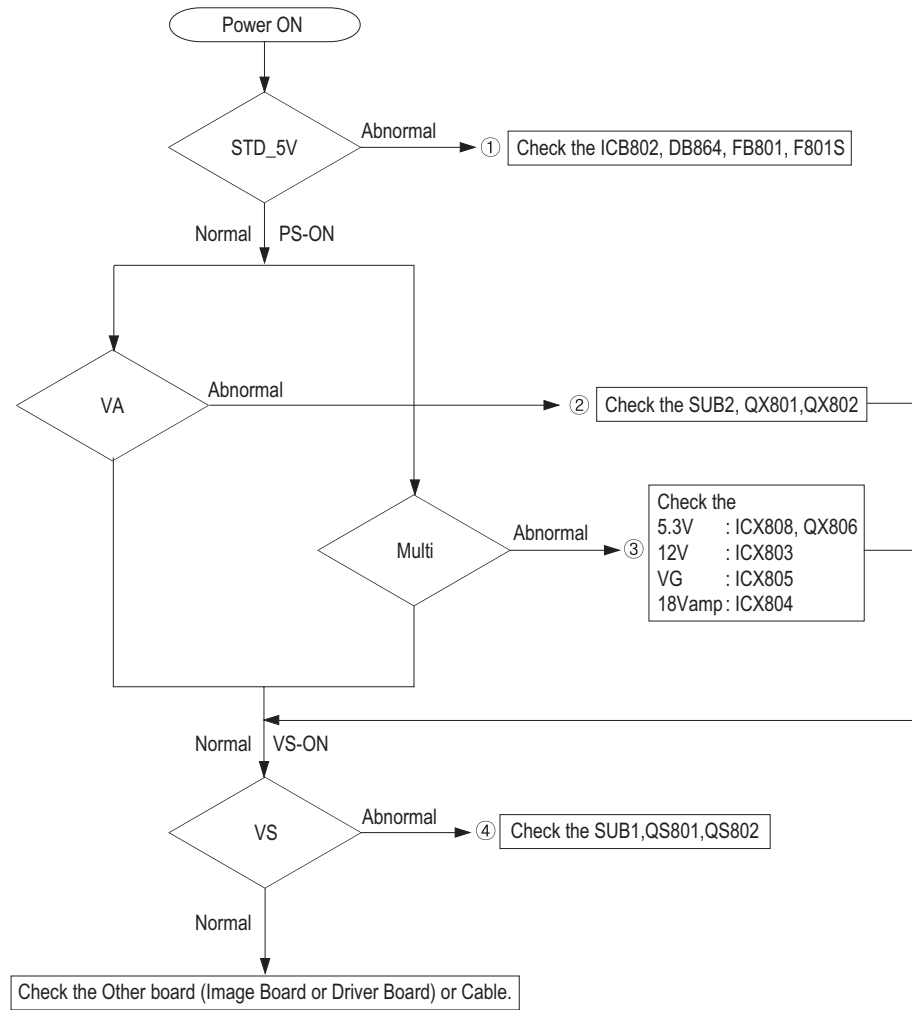 Power ON
STD_5V
Abnormal
① Check the ICB802, DB864, FB801, F801S
Normal PS-ON
VA
Abnormal
② Check the SUB2, QX801,QX802
Multi
Abnormal
③ Check the
5.3V : ICX808, QX806
12V : ICX803
VG : ICX805
18Vamp : ICX804
Normal VS-ON
VS
Abnormal
④ Check the SUB1,QS801,QS802
Normal
Check the Other board (Image Board or Driver Board) or Cable.